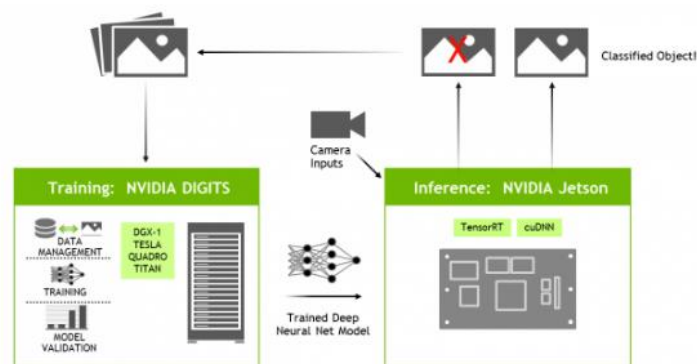 Classified Object!
Camera
Inputs
Training: NVIDIA DIGITS
DATA
MANAGEMENT
TRAINING
MODEL
VALIDATION
DGX-1
TESLA
QUADRO
TITAN
Trained Deep
Neural Net Model
Inference: NVIDIA Jetson
TensorRT
cuDNN